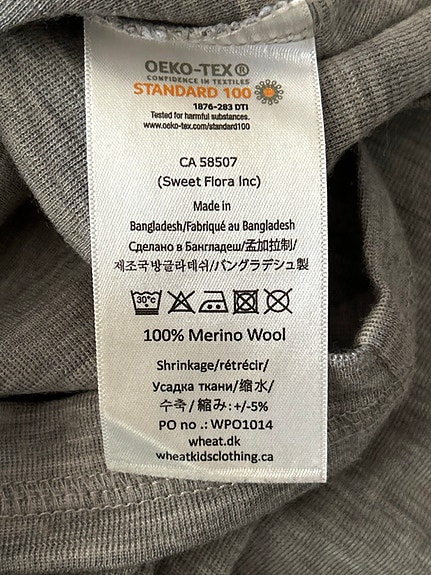 OEKO-TEX®
CONFIDENCE IN TEXTILES
STANDARD 100
1876-283 DTI
Tested for harmful substances.
www.oeko-tex.com/standard100
CA 58507
(Sweet Flora Inc)
Made in
Bangladesh/Fabriqué au Bangladesh
Сделано в Бангладеш/孟加拉制/
제조국방글라데쉬/バングラデシュ製
30°C
100% Merino Wool
Shrinkage/rétrécir/
Усадка ткани/缩水/
수축/縮み:+/-5%
PO no .: WPO1014
wheat.dk
wheatkidsclothing.ca